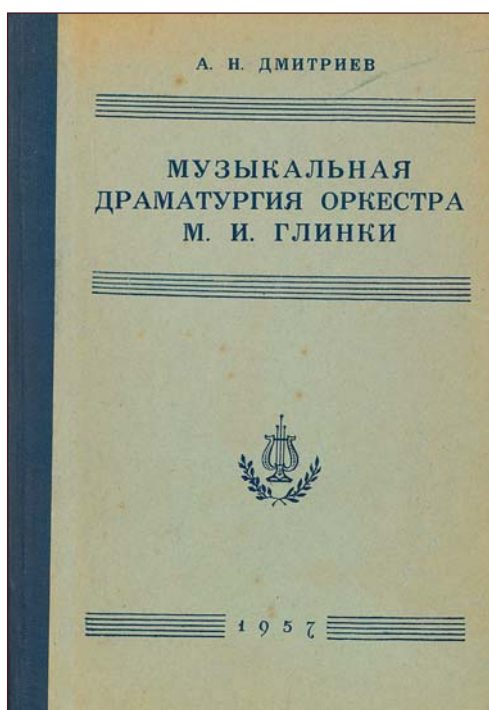 А. Н. ДМИТРИЕВ
МУЗЫКАЛЬНАЯ
ДРАМАТУРГИЯ ОРКЕСТРА
М. И. ГЛИНКИ
1957